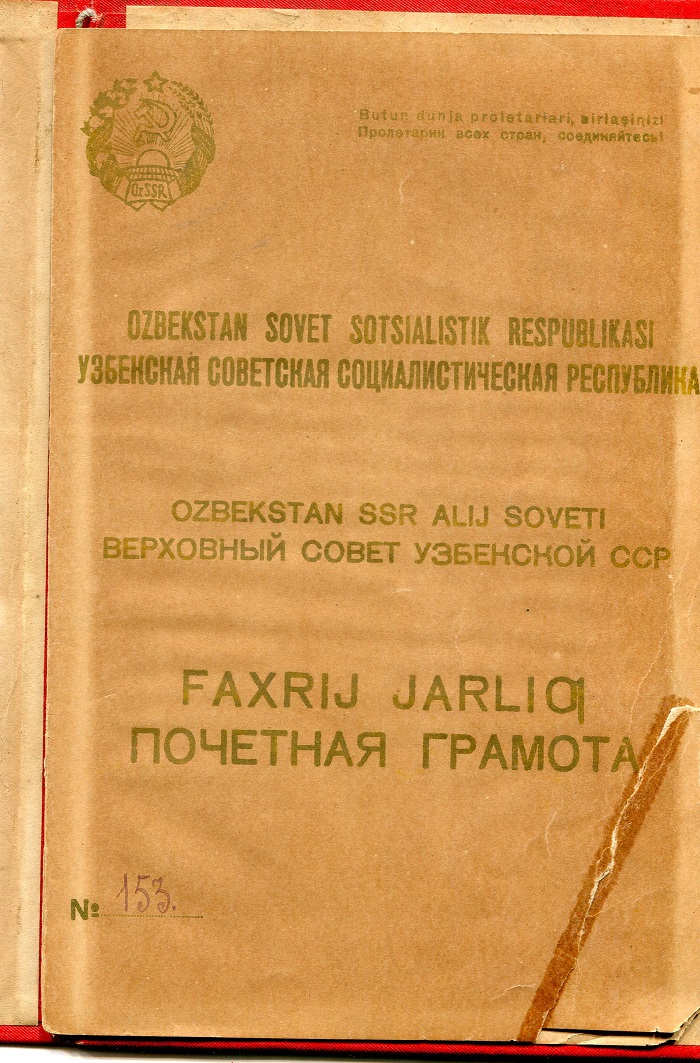 Butun dunja proletarlari, birlaşiniz!
Пролетарии всех стран, соединяйтесь!
OzSSR
OZBEKSTAN SOVET SOTSIALISTIK RESPUBLIKASI
УЗБЕКСКАЯ СОВЕТСКАЯ СОЦИАЛИСТИЧЕСКАЯ РЕСПУБЛИКА
OZBEKSTAN SSR ALIJ SOVETI
ВЕРХОВНЫЙ СОВЕТ УЗБЕКСКОЙ ССР
FAXRIJ JARLIQ
ПОЧЕТНАЯ ГРАМОТА
№ 153.